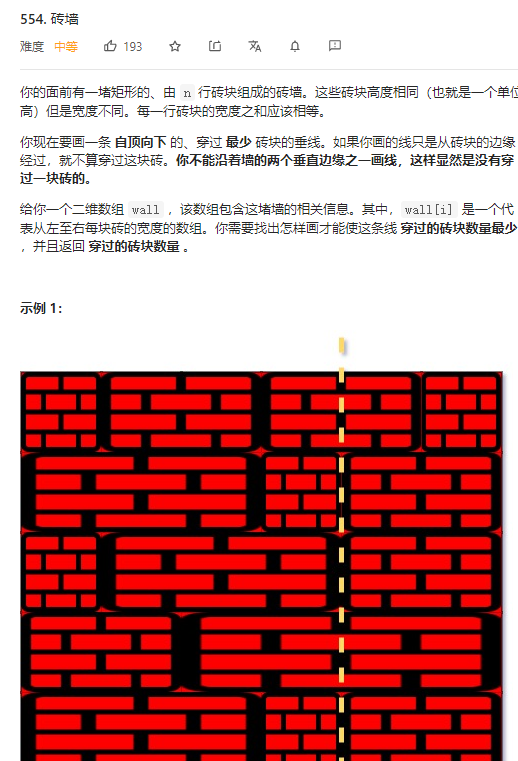 554. 砖墙
难度 中等 193
你的面前有一堵矩形的、由 n 行砖块组成的砖墙。这些砖块高度相同（也就是一个单位
高）但是宽度不同。每一行砖块的宽度之和应该相等。
你现在要画一条 自顶向下 的、穿过 最少 砖块的垂线。如果你画的线只是从砖块的边缘
经过，就不算穿过这块砖。你不能沿着墙的两个垂直边缘之一画线，这样显然是没有穿
过一块砖的。
给你一个二维数组 wall ，该数组包含这堵墙的相关信息。其中，wall[i] 是一个代
表从左至右每块砖的宽度的数组。你需要找出怎样画才能使这条线 穿过的砖块数量最少
，并且返回 穿过的砖块数量 。
示例 1：